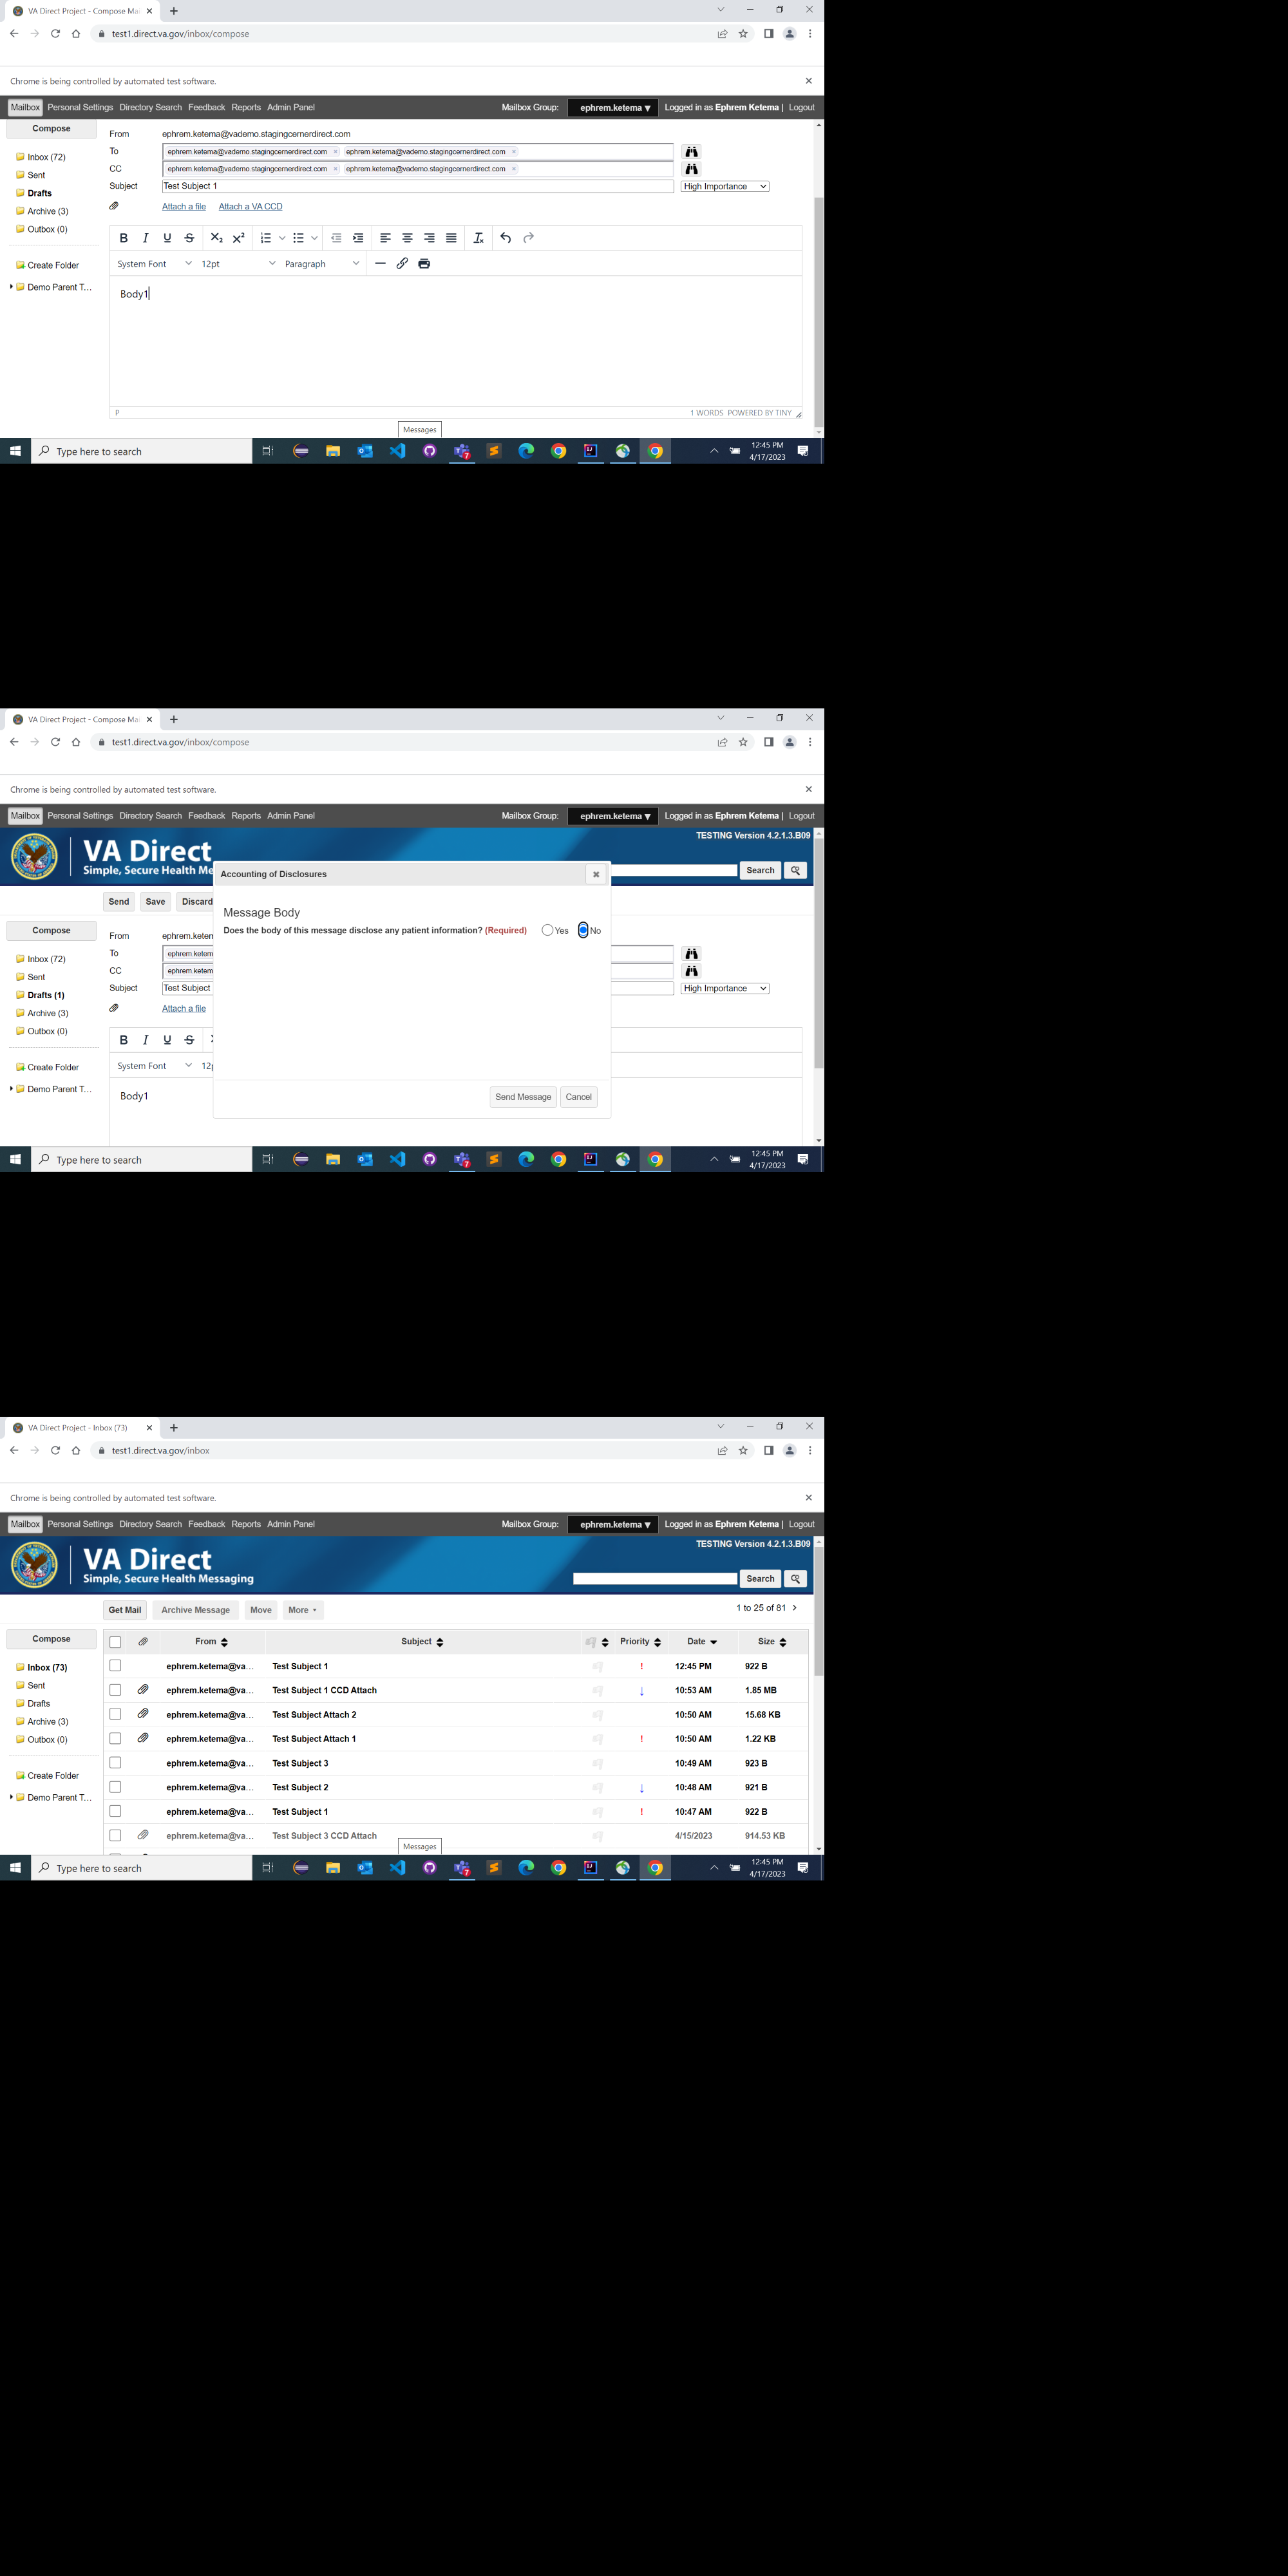 VA Direct Project - Compose Ma
test1.direct.va.gov/inbox/compose
Chrome is being controlled by automated test software.
Mailbox Personal Settings Directory Search Feedback Reports Admin Panel Mailbox Group: ephrem.ketema ▼ Logged in as Ephrem Ketema | Logout
Compose
From ephrem.ketema@vademo.stagingcernerdirect.com
To ephrem.ketema@vademo.stagingcernerdirect.com × ephrem.ketema@vademo.stagingcernerdirect.com ×
CC ephrem.ketema@vademo.stagingcernerdirect.com × ephrem.ketema@vademo.stagingcernerdirect.com ×
Subject Test Subject 1 High Importance
Attach a file Attach a VA CCD
Inbox (72)
Sent
Drafts
Archive (3)
Outbox (0)
Create Folder
Demo Parent T...
B I U S X₂ X²
System Font 12pt Paragraph
Body1
P 1 WORDS POWERED BY TINY
Messages
Type here to search
12:45 PM
4/17/2023
VA Direct Project - Compose Ma
test1.direct.va.gov/inbox/compose
Chrome is being controlled by automated test software.
Mailbox Personal Settings Directory Search Feedback Reports Admin Panel Mailbox Group: ephrem.ketema ▼ Logged in as Ephrem Ketema | Logout
TESTING Version 4.2.1.3.B09
VA Direct
Simple, Secure Health Me
Search
Send Save Discard
Accounting of Disclosures
Message Body
Does the body of this message disclose any patient information? (Required) Yes No
Send Message Cancel
Compose
Inbox (72)
Sent
Drafts (1)
Archive (3)
Outbox (0)
Create Folder
Demo Parent T...
From ephrem.keter
To ephrem.ketem
CC ephrem.ketem
Subject Test Subject High Importance
Attach a file
B I U S
System Font 12p
Body1
Type here to search
12:45 PM
4/17/2023
VA Direct Project - Inbox (73)
test1.direct.va.gov/inbox
Chrome is being controlled by automated test software.
Mailbox Personal Settings Directory Search Feedback Reports Admin Panel Mailbox Group: ephrem.ketema ▼ Logged in as Ephrem Ketema | Logout
TESTING Version 4.2.1.3.B09
VA Direct
Simple, Secure Health Messaging
Search
Get Mail Archive Message Move More 1 to 25 of 81
Compose
Inbox (73)
Sent
Drafts
Archive (3)
Outbox (0)
Create Folder
Demo Parent T...
From Subject Priority Date Size
ephrem.ketema@va... Test Subject 1 ! 12:45 PM 922 B
ephrem.ketema@va... Test Subject 1 CCD Attach ↓ 10:53 AM 1.85 MB
ephrem.ketema@va... Test Subject Attach 2 10:50 AM 15.68 KB
ephrem.ketema@va... Test Subject Attach 1 ! 10:50 AM 1.22 KB
ephrem.ketema@va... Test Subject 3 10:49 AM 923 B
ephrem.ketema@va... Test Subject 2 ↓ 10:48 AM 921 B
ephrem.ketema@va... Test Subject 1 ! 10:47 AM 922 B
ephrem.ketema@va... Test Subject 3 CCD Attach 4/15/2023 914.53 KB
Messages
Type here to search
12:45 PM
4/17/2023